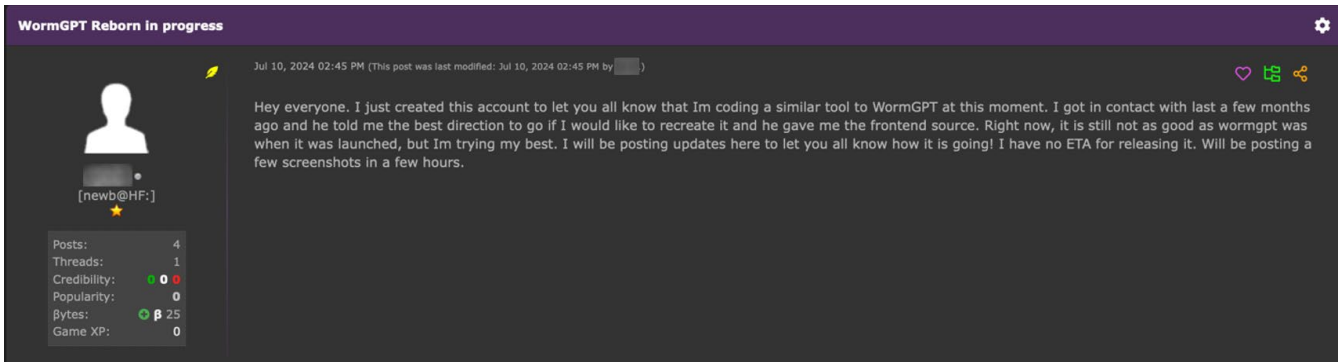 WormGPT Reborn in progress
Jul 10, 2024 02:45 PM (This post was last modified: Jul 10, 2024 02:45 PM by .)
Hey everyone. I just created this account to let you all know that Im coding a similar tool to WormGPT at this moment. I got in contact with last a few months
ago and he told me the best direction to go if I would like to recreate it and he gave me the frontend source. Right now, it is still not as good as wormgpt was
when it was launched, but Im trying my best. I will be posting updates here to let you all know how it is going! I have no ETA for releasing it. Will be posting a
few screenshots in a few hours.
[newb@HF:]
Posts: 4
Threads: 1
Credibility: 0 0 0
Popularity: 0
βytes: β 25
Game XP: 0